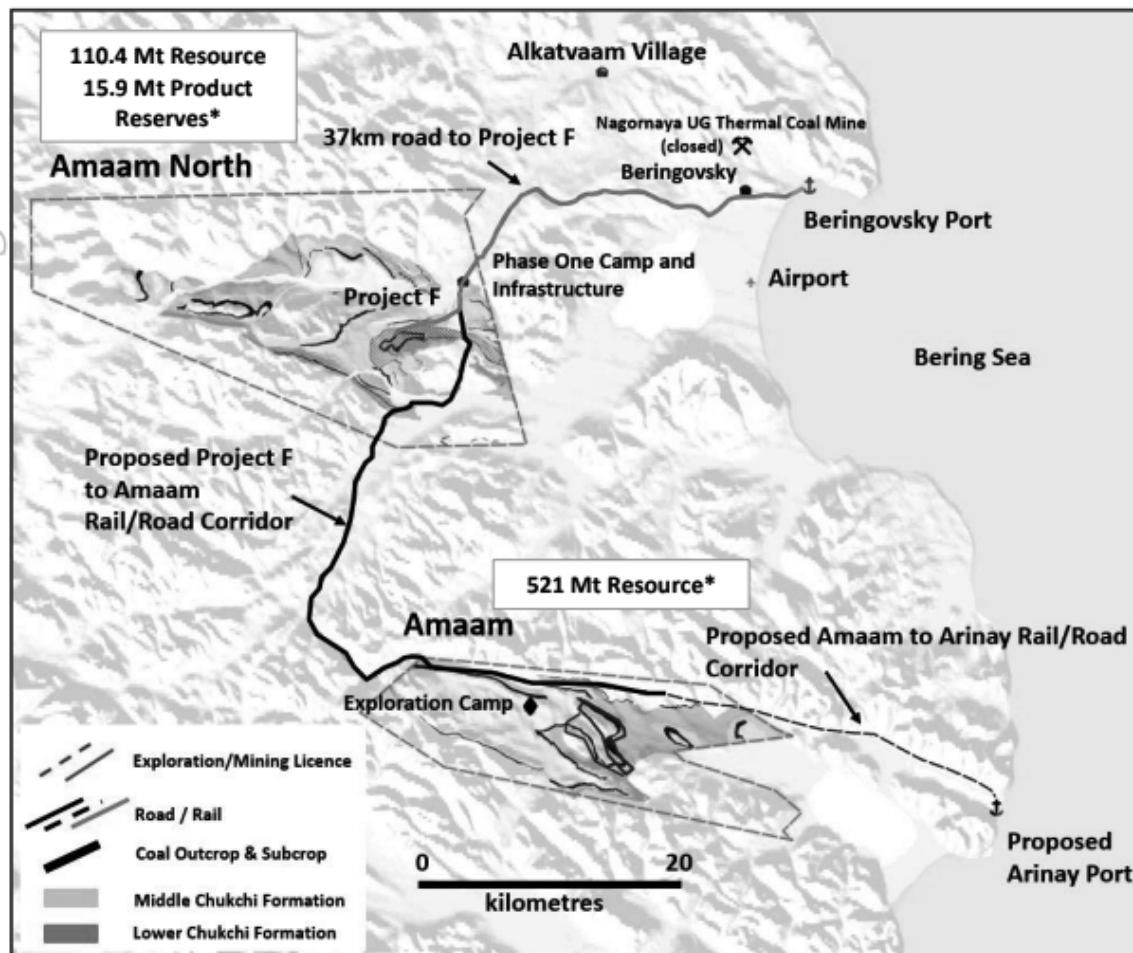 110.4 Mt Resource
15.9 Mt Product
Reserves*
Amaam North
Alkatvaam Village
37km road to Project F
Nagornaya UG Thermal Coal Mine
(closed)
Beringovsky
Beringovsky Port
Airport
Phase One Camp and
Infrastructure
Project F
Bering Sea
Proposed Project F
to Amaam
Rail/Road Corridor
521 Mt Resource*
Amaam
Proposed Amaam to Arinay Rail/Road
Corridor
Exploration Camp
Proposed
Arinay Port
0 20
kilometres
Exploration/Mining Licence
Road / Rail
Coal Outcrop & Subcrop
Middle Chukchi Formation
Lower Chukchi Formation